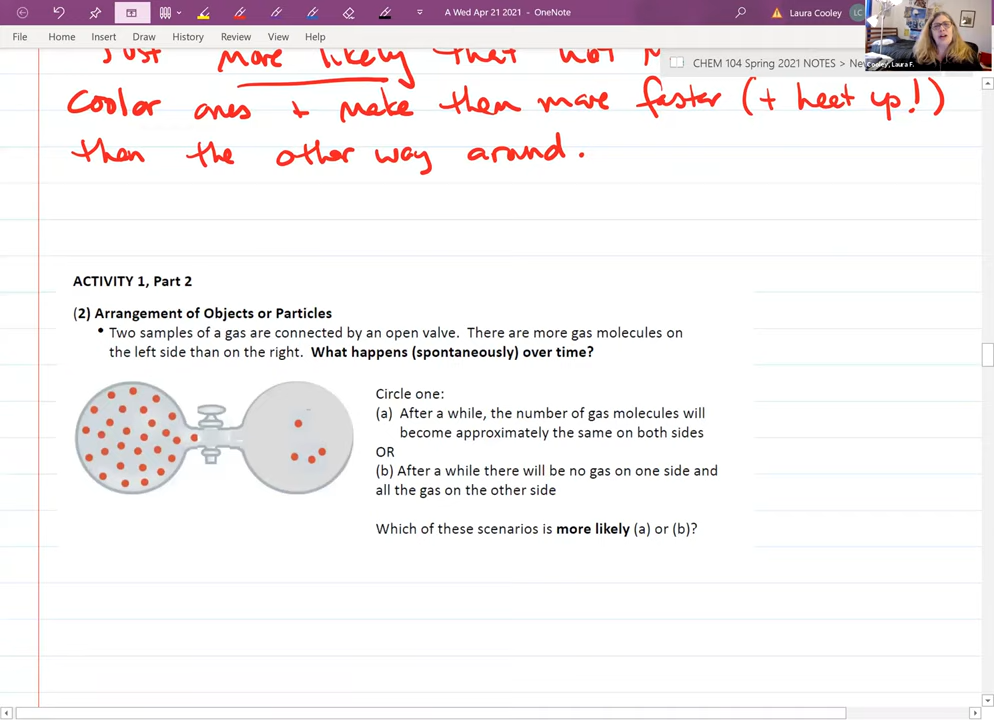 A Wed Apr 21 2021 - OneNote
Laura Cooley
LC
File Home Insert Draw History Review View Help
Cooley, Laura F.
CHEM 104 Spring 2021 NOTES > Ne
Just more likely that hot
cooler ones + make them move faster (+ heat up!)
than the other way around.
ACTIVITY 1, Part 2
(2) Arrangement of Objects or Particles
• Two samples of a gas are connected by an open valve. There are more gas molecules on
the left side than on the right. What happens (spontaneously) over time?
Circle one:
(a) After a while, the number of gas molecules will
become approximately the same on both sides
OR
(b) After a while there will be no gas on one side and
all the gas on the other side
Which of these scenarios is more likely (a) or (b)?